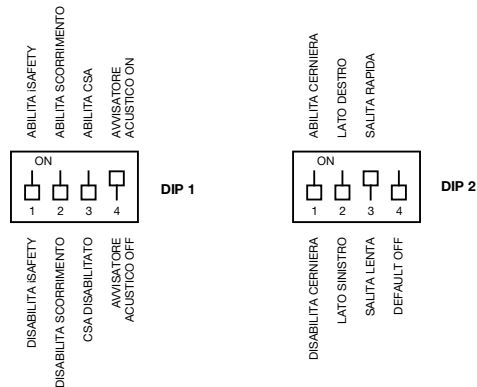 ABILITA iSAFETY
ABILITA SCORRIMENTO
ABILITA CSA
AVVISATORE
ACUSTICO ON
ON
1 2 3 4
DIP 1
DISABILITA iSAFETY
DISABILITA SCORRIMENTO
CSA DISABILITATO
AVVISATORE
ACUSTICO OFF
ABILITA CERNIERA
LATO DESTRO
SALITA RAPIDA
ON
1 2 3 4
DIP 2
DISABILITA CERNIERA
LATO SINISTRO
SALITA LENTA
DEFAULT OFF